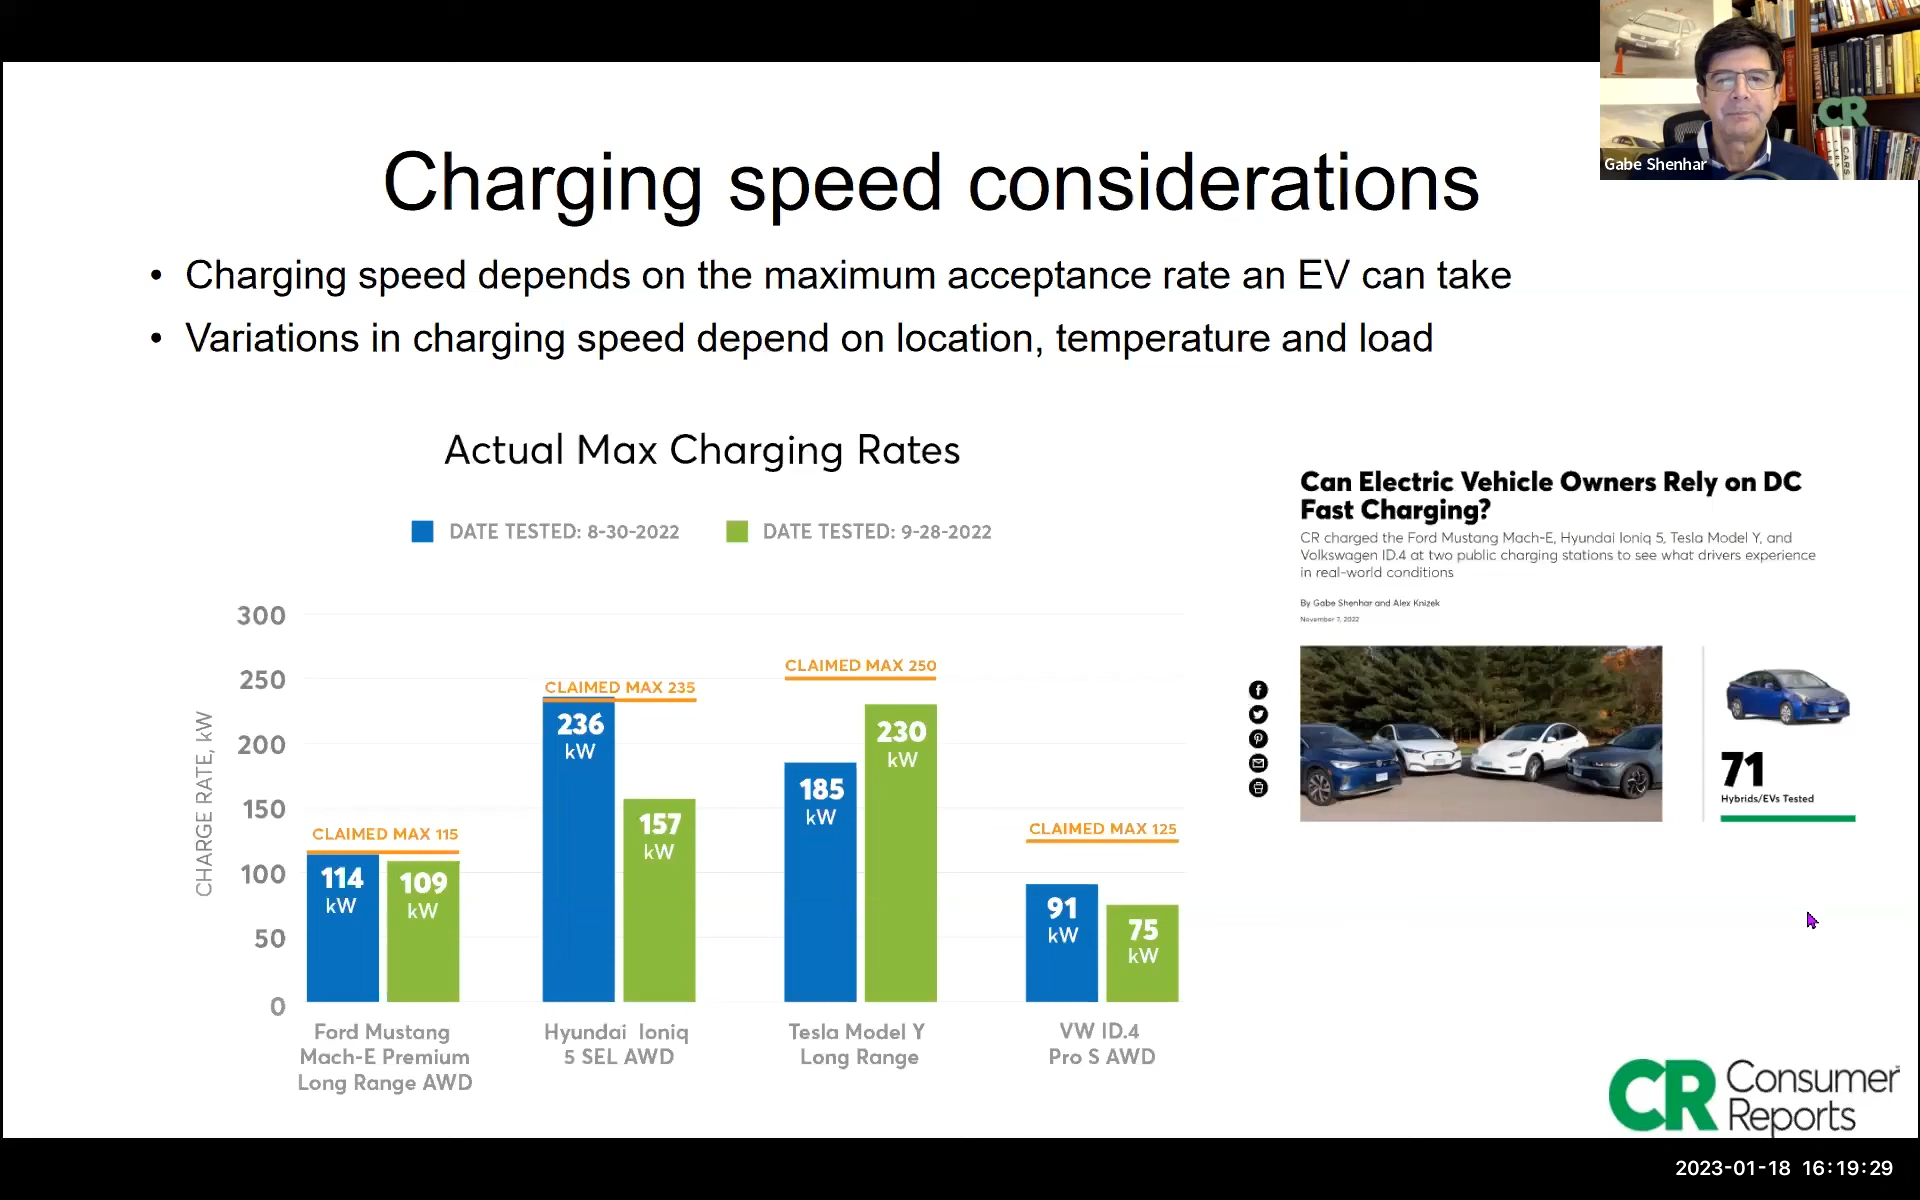 Charging speed considerations
• Charging speed depends on the maximum acceptance rate an EV can take
• Variations in charging speed depend on location, temperature and load
Gabe Shenhar
CR
CARS
Actual Max Charging Rates
DATE TESTED: 8-30-2022
DATE TESTED: 9-28-2022
CHARGE RATE, kW
300
250
200
150
100
50
0
CLAIMED MAX 115
114
kW
109
kW
CLAIMED MAX 235
236
kW
157
kW
CLAIMED MAX 250
185
kW
230
kW
CLAIMED MAX 125
91
kW
75
kW
Ford Mustang
Mach-E Premium
Long Range AWD
Hyundai Ioniq
5 SEL AWD
Tesla Model Y
Long Range
VW ID.4
Pro S AWD
Can Electric Vehicle Owners Rely on DC
Fast Charging?
CR charged the Ford Mustang Mach-E, Hyundai Ioniq 5, Tesla Model Y, and
Volkswagen ID.4 at two public charging stations to see what drivers experience
in real-world conditions
By Gabe Shenhar and Alex Knizek
November 7, 2022
71
Hybrids/EVs Tested
CR Consumer
Reports
2023-01-18 16:19:29